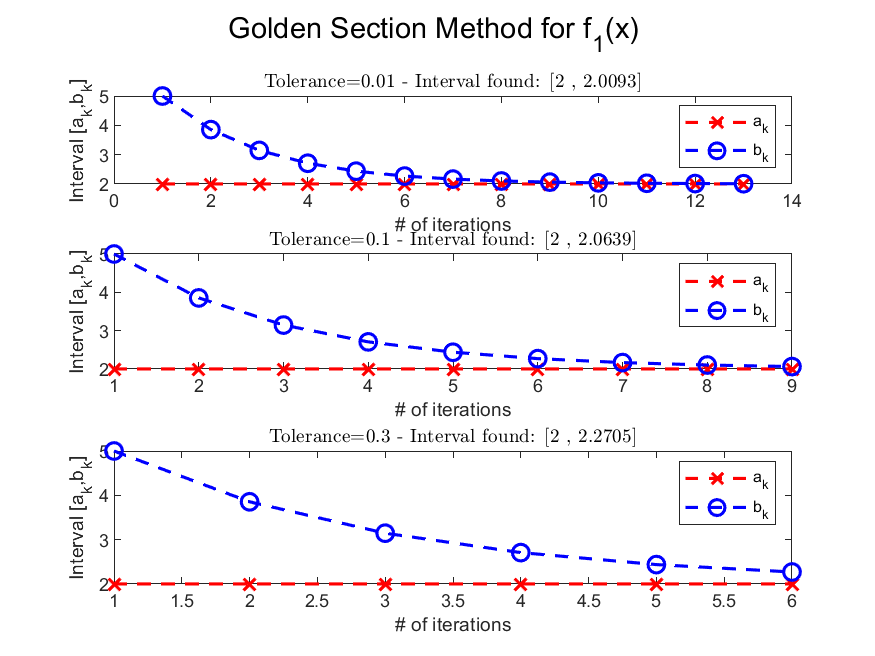 Golden Section Method for f1(x)
Tolerance=0.01 - Interval found: [2 , 2.0093]
Interval [ak,bk]
5
4
3
2
0 2 4 6 8 10 12 14
# of iterations
ak
bk
Tolerance=0.1 - Interval found: [2 , 2.0639]
Interval [ak,bk]
5
4
3
2
1 2 3 4 5 6 7 8 9
# of iterations
ak
bk
Tolerance=0.3 - Interval found: [2 , 2.2705]
Interval [ak,bk]
5
4
3
2
1 1.5 2 2.5 3 3.5 4 4.5 5 5.5 6
# of iterations
ak
bk